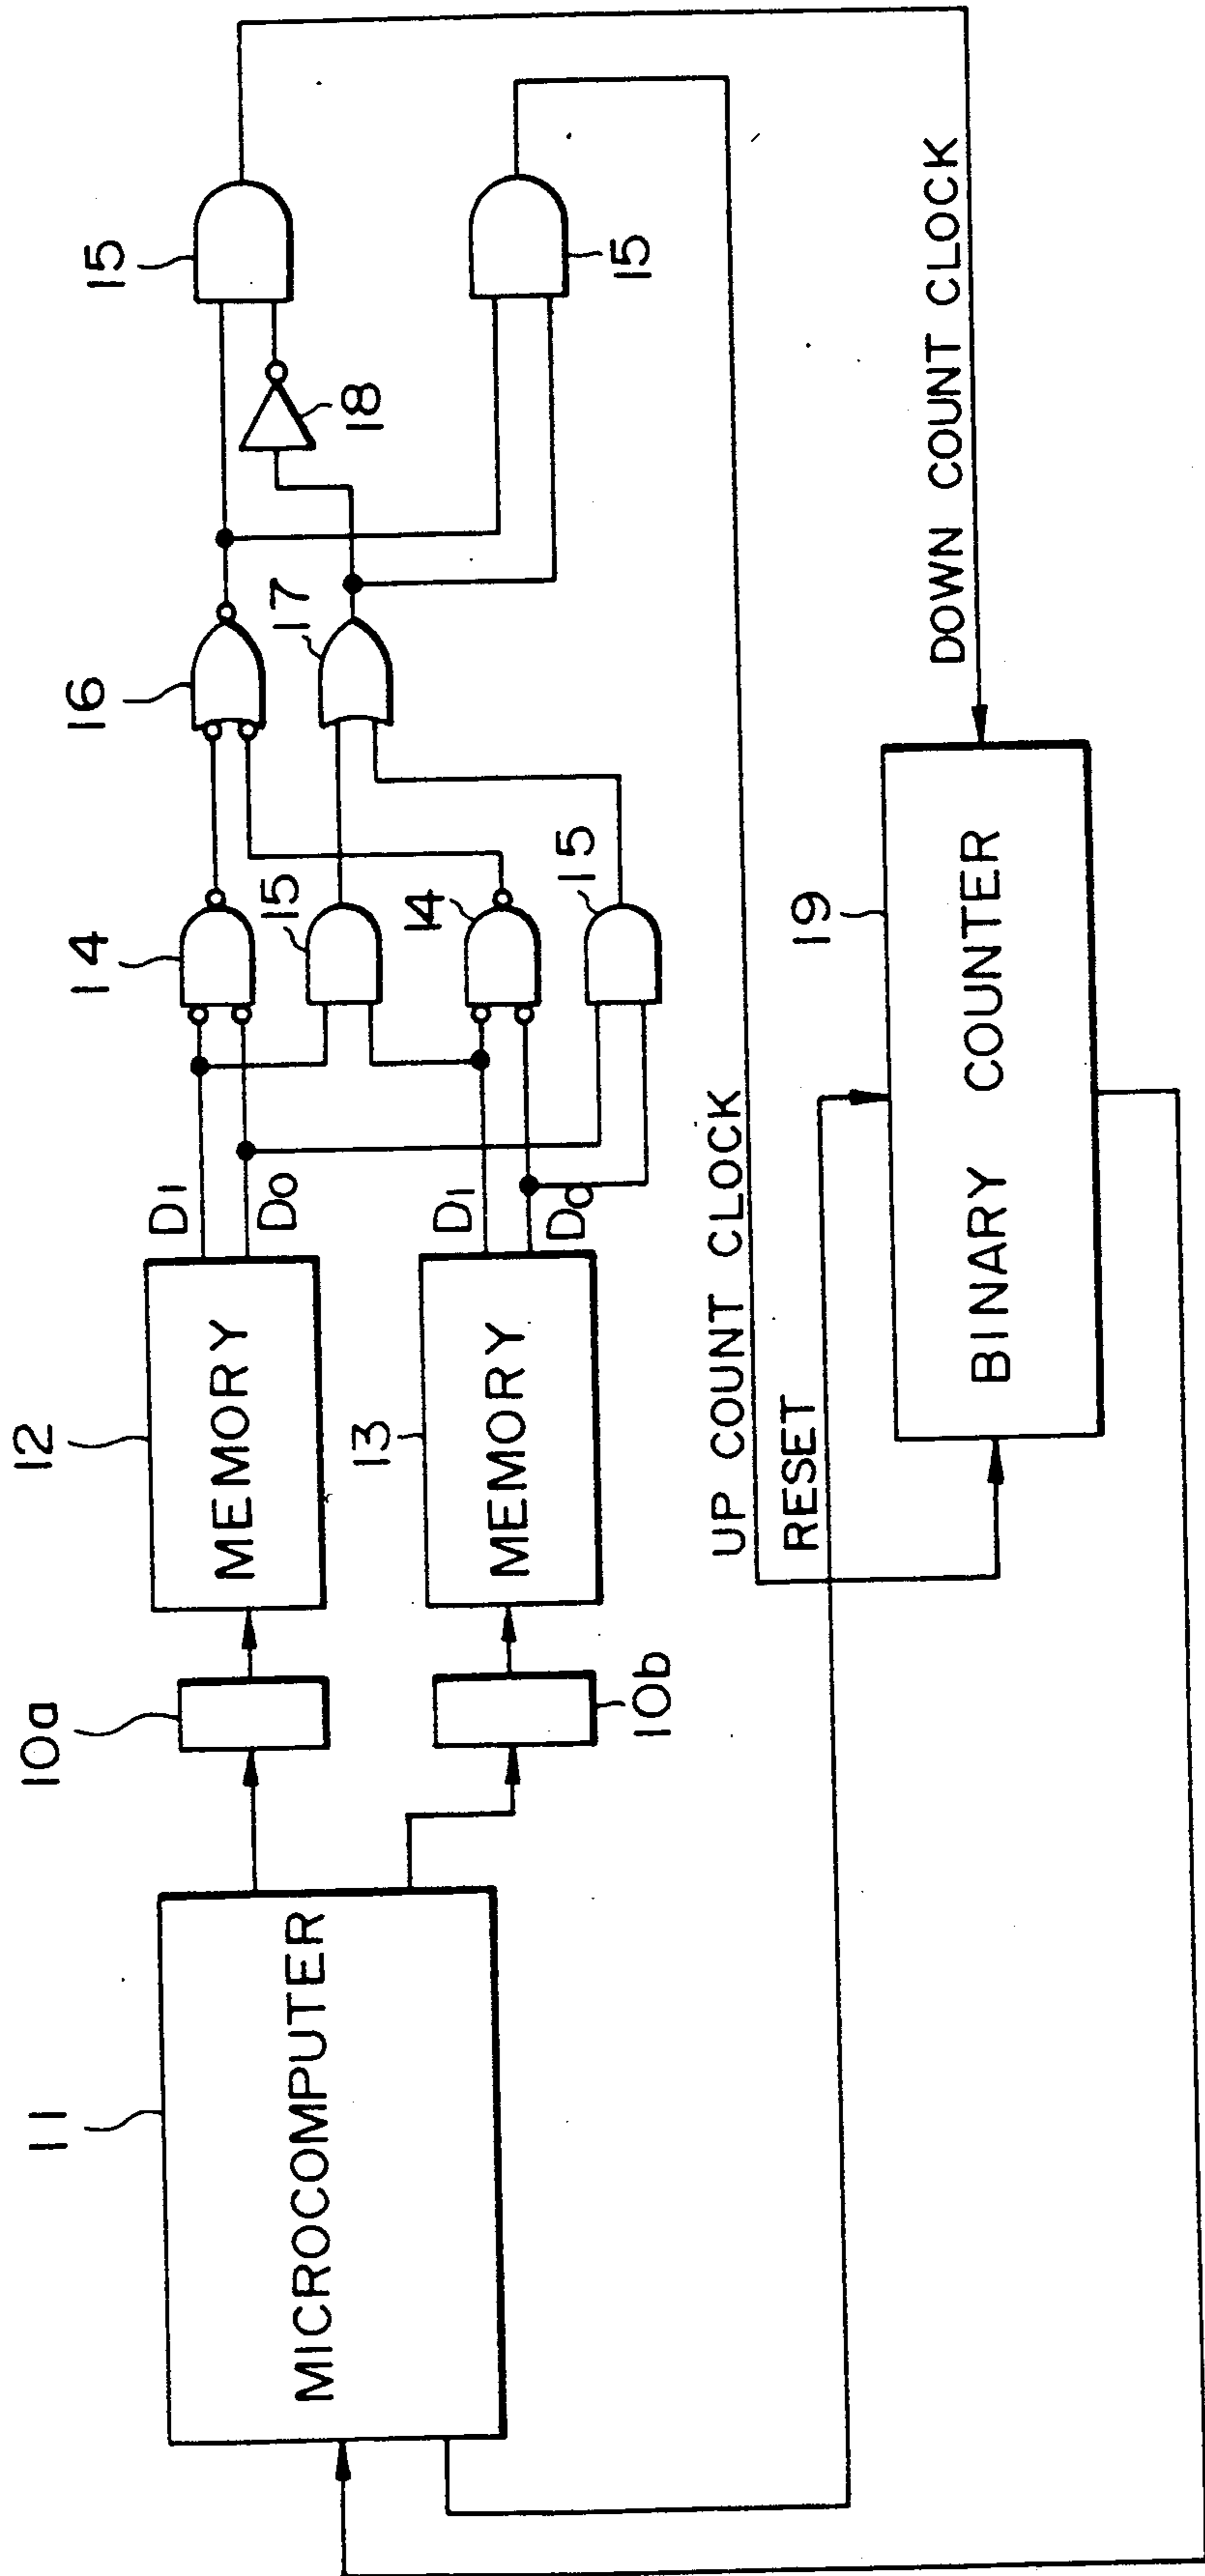 11
MICROCOMPUTER
10a
10b
12
MEMORY
13
MEMORY
D1
D0
D1
D0
14
15
14
15
16
17
18
15
15
UP COUNT CLOCK
RESET
DOWN COUNT CLOCK
19
BINARY COUNTER